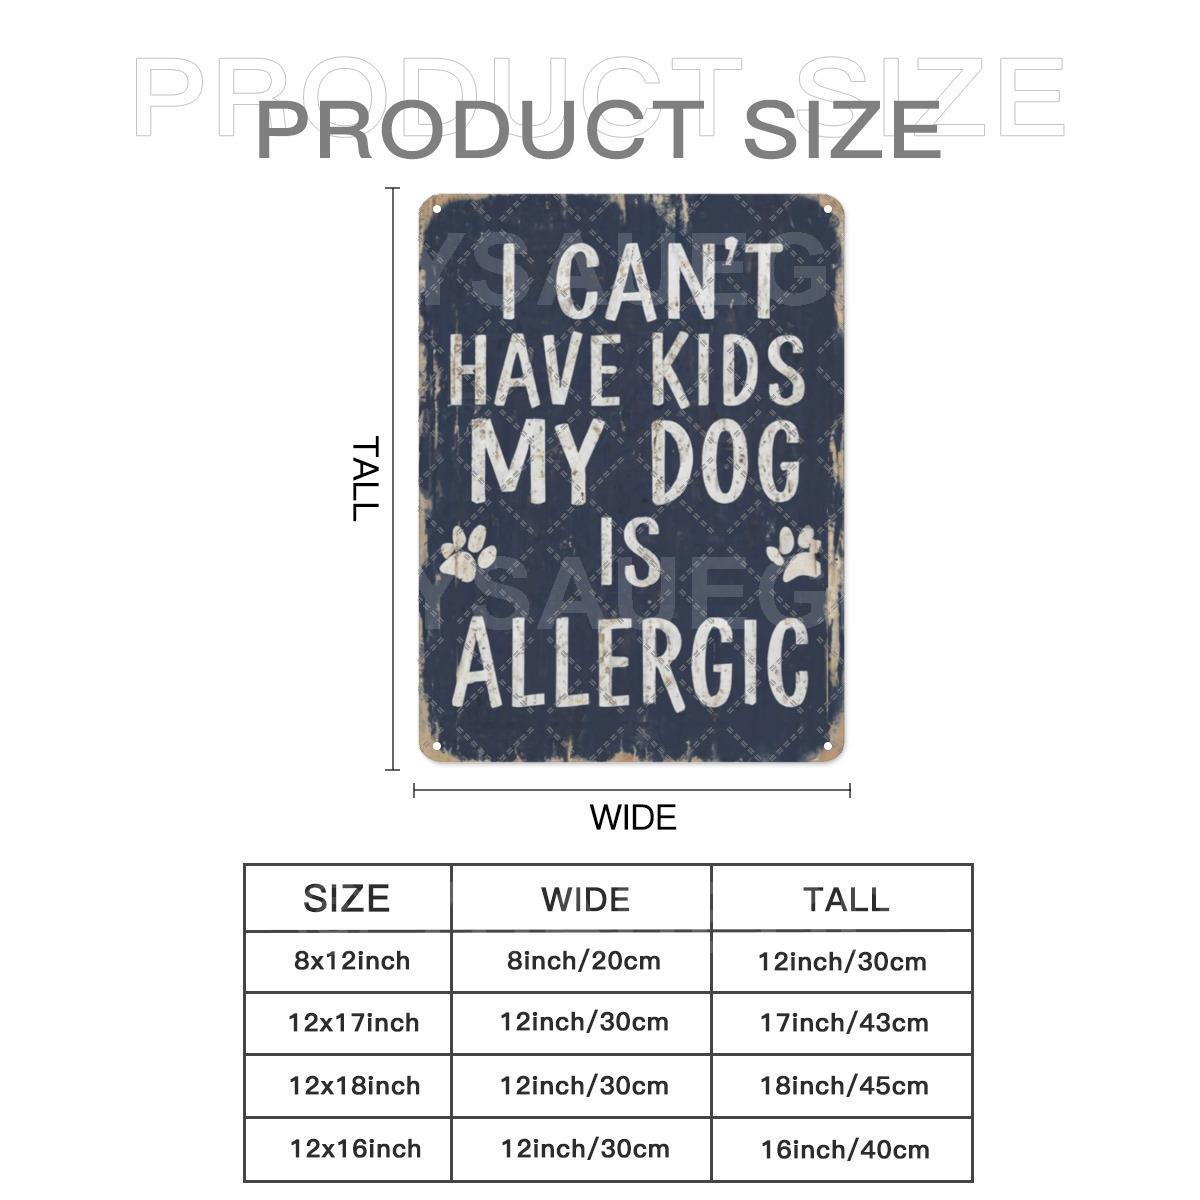 PRODUCT SIZE
PRODUCT SIZE
I CAN'T
HAVE KIDS
MY DOG
IS
ALLERGIC
TALL
WIDE
SIZE WIDE TALL
8x12inch 8inch/20cm 12inch/30cm
12x17inch 12inch/30cm 17inch/43cm
12x18inch 12inch/30cm 18inch/45cm
12x16inch 12inch/30cm 16inch/40cm